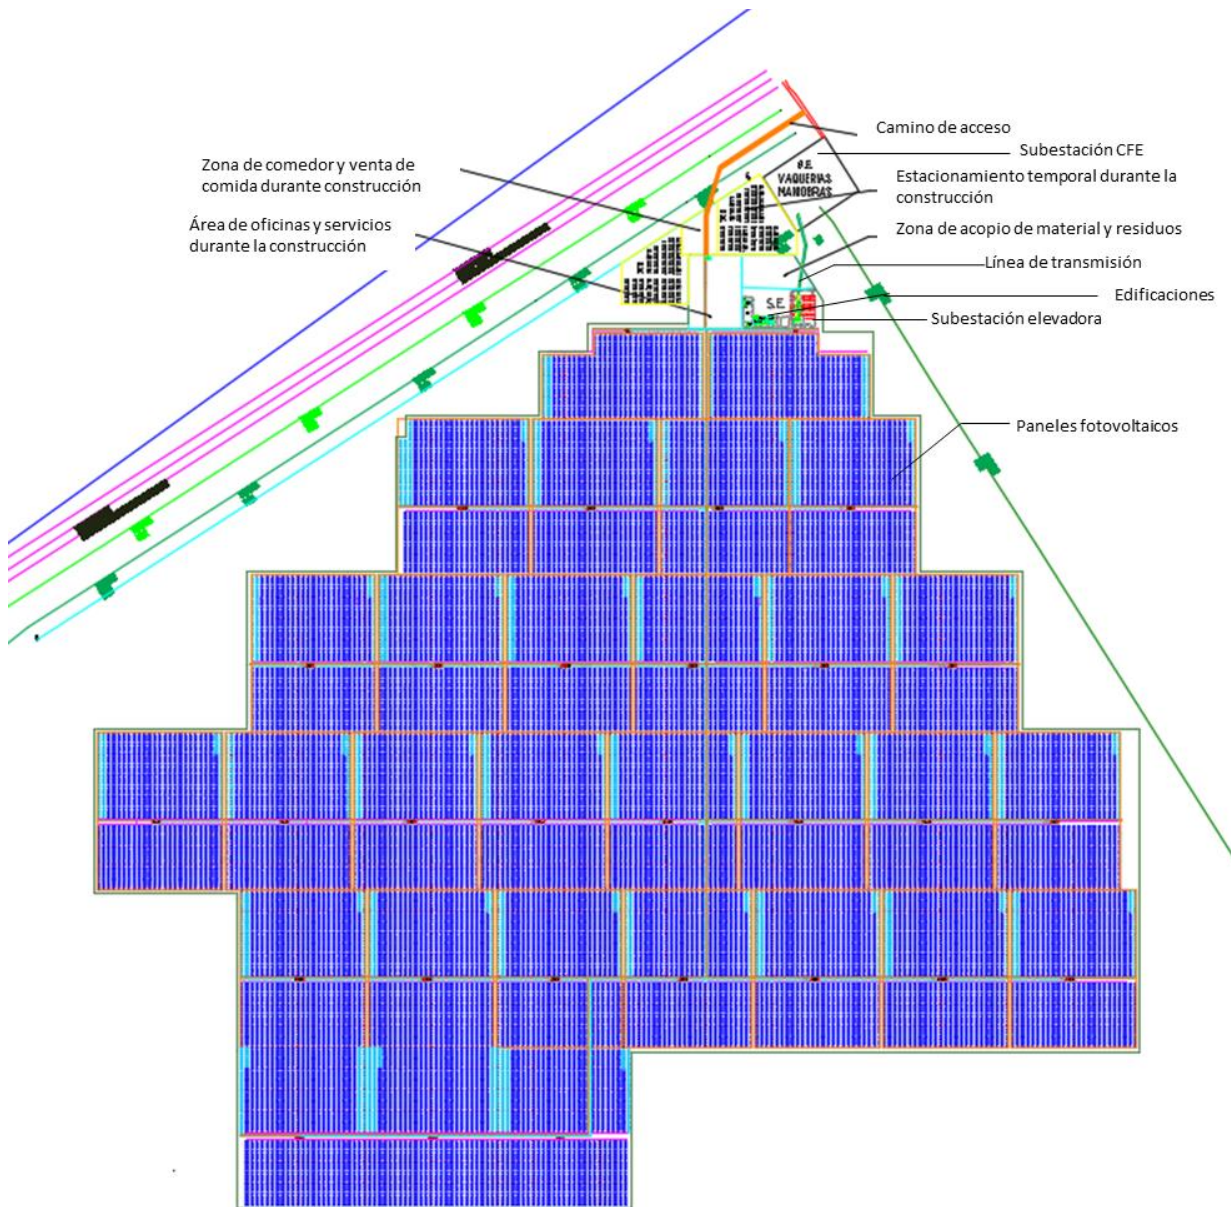 Camino de acceso
Subestación CFE
Zona de comedor y venta de
comida durante construcción
S.E.
VAQUERIAS
MANIOBRAS
Estacionamiento temporal durante la
construcción
Área de oficinas y servicios
durante la construcción
Zona de acopio de material y residuos
Línea de transmisión
Edificaciones
S.E.
Subestación elevadora
Paneles fotovoltaicos